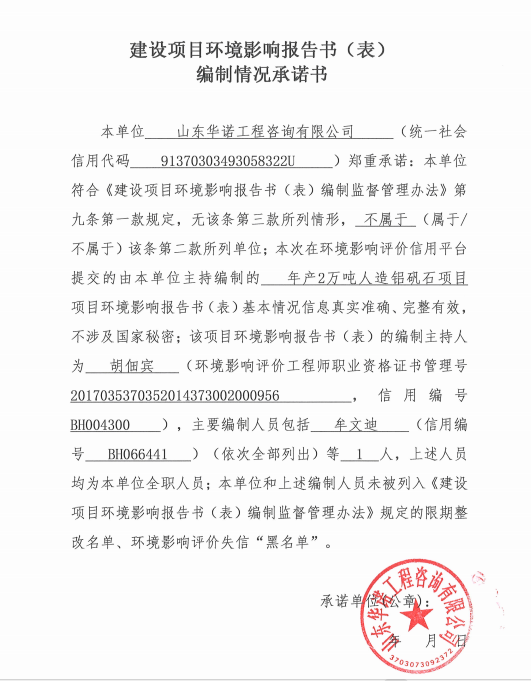 建设项目环境影响报告书（表）
编制情况承诺书
本单位 山东华诺工程咨询有限公司 （统一社会
信用代码 91370303493058322U ）郑重承诺：本单位
符合《建设项目环境影响报告书（表）编制监督管理办法》第
九条第一款规定，无该条第三款所列情形， 不属于 （属于/
不属于）该条第二款所列单位；本次在环境影响评价信用平台
提交的由本单位主持编制的 年产2万吨人造铝矾石项目
项目环境影响报告书（表）基本情况信息真实准确、完整有效，
不涉及国家秘密；该项目环境影响报告书（表）的编制主持人
为 胡佃宾 （环境影响评价工程师职业资格证书管理号
2017035370352014373002000956 ，信用编号
BH004300 ），主要编制人员包括 牟文迪 （信用编
号 BH066441 ）（依次全部列出）等 1 人，上述人员
均为本单位全职人员；本单位和上述编制人员未被列入《建设
项目环境影响报告书（表）编制监督管理办法》规定的限期整
改名单、环境影响评价失信“黑名单”。
承诺单位（公章）：
年 月 日
山东华诺工程咨询有限公司
3703073092372